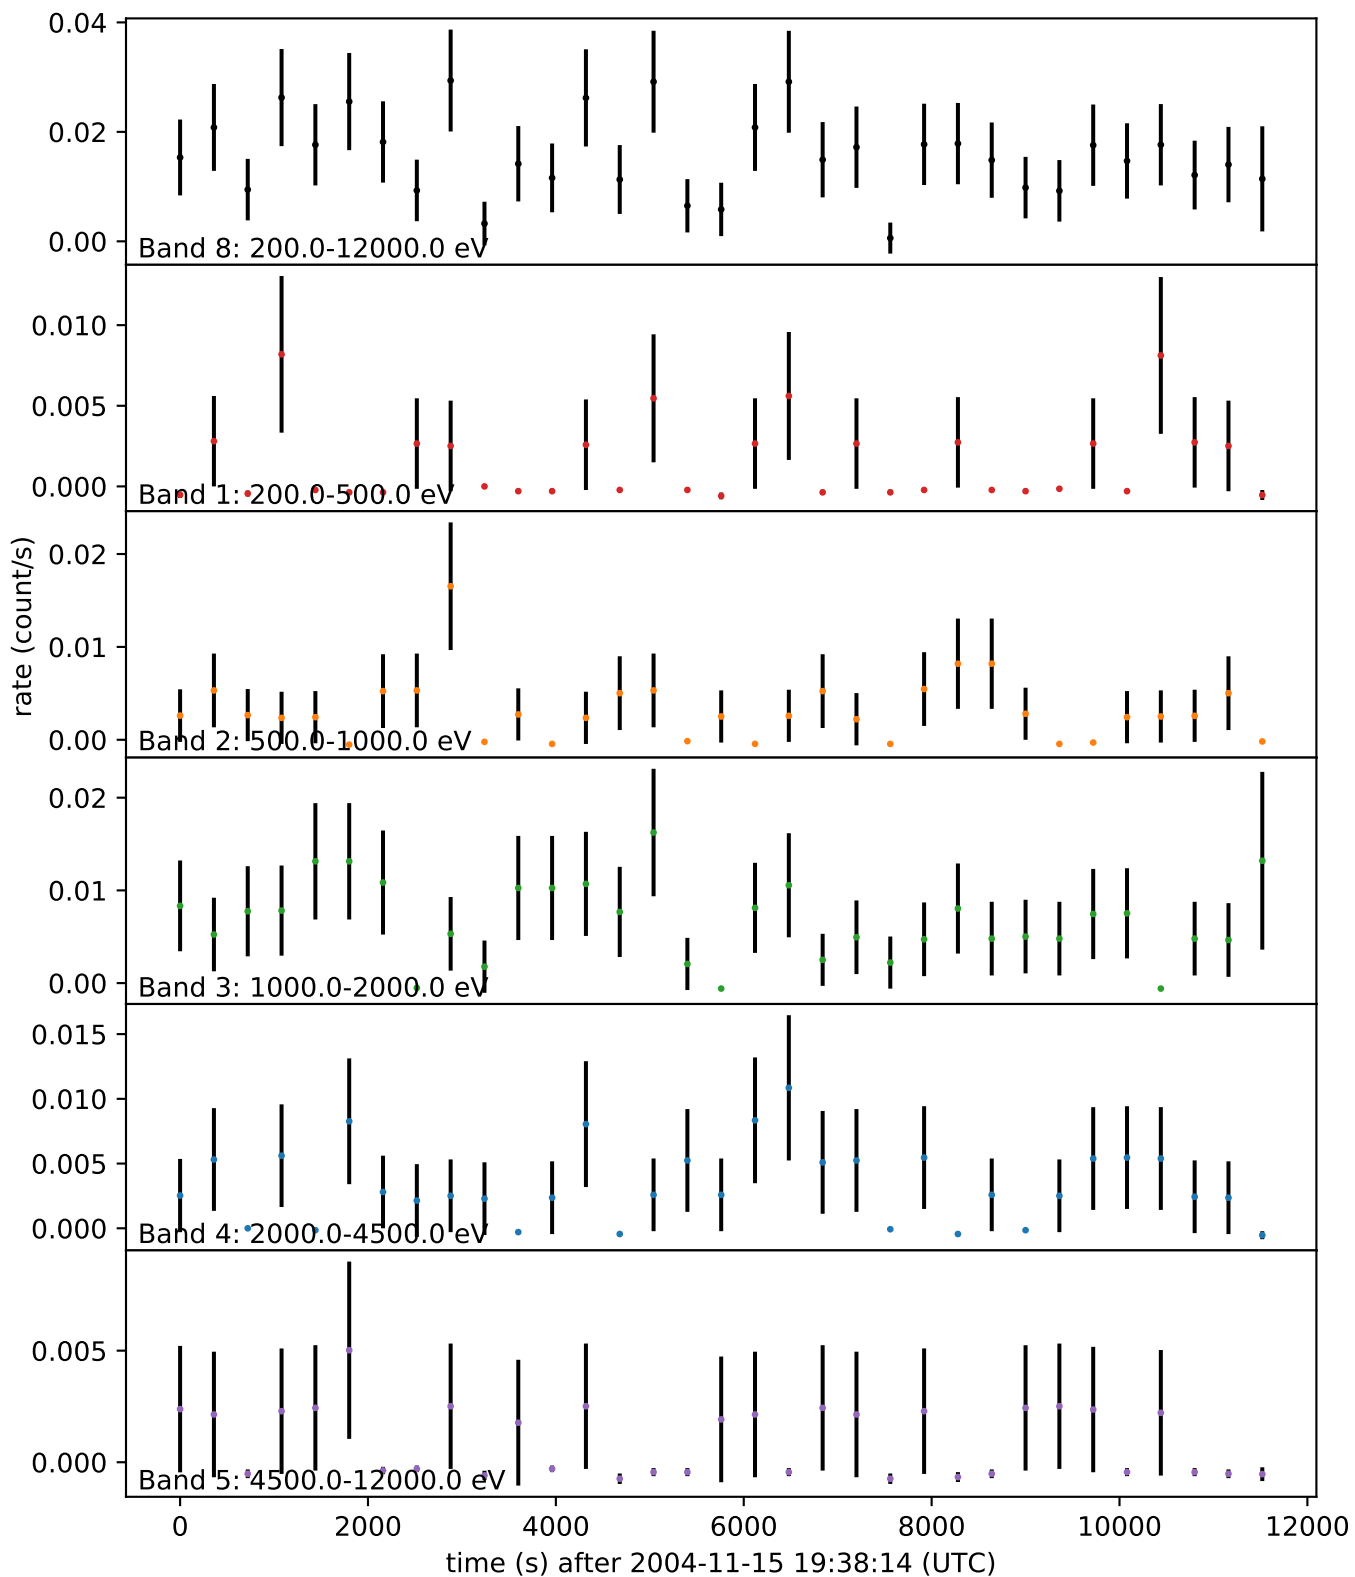 0.04
0.02
0.00
Band 8: 200.0-12000.0 eV
0.010
0.005
0.000
Band 1: 200.0-500.0 eV
rate (count/s)
0.02
0.01
0.00
Band 2: 500.0-1000.0 eV
0.02
0.01
0.00
Band 3: 1000.0-2000.0 eV
0.015
0.010
0.005
0.000
Band 4: 2000.0-4500.0 eV
0.005
0.000
Band 5: 4500.0-12000.0 eV
0 2000 4000 6000 8000 10000 12000
time (s) after 2004-11-15 19:38:14 (UTC)